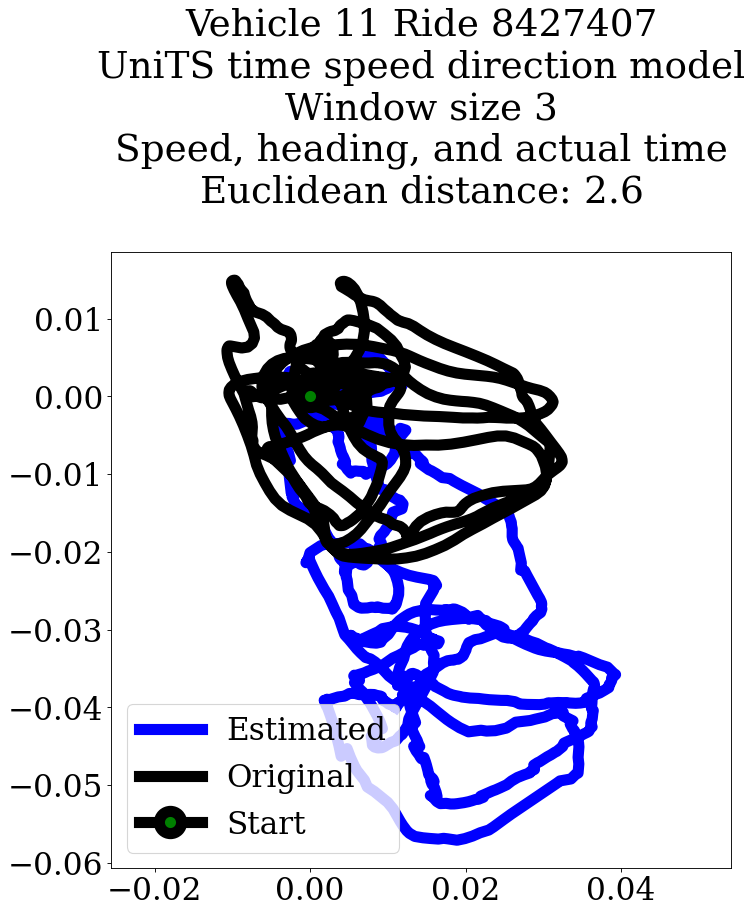 Vehicle 11 Ride 8427407
UniTS time speed direction model
Window size 3
Speed, heading, and actual time
Euclidean distance: 2.6
0.01
0.00
−0.01
−0.02
−0.03
−0.04
−0.05
−0.06
Estimated
Original
Start
−0.02 0.00 0.02 0.04